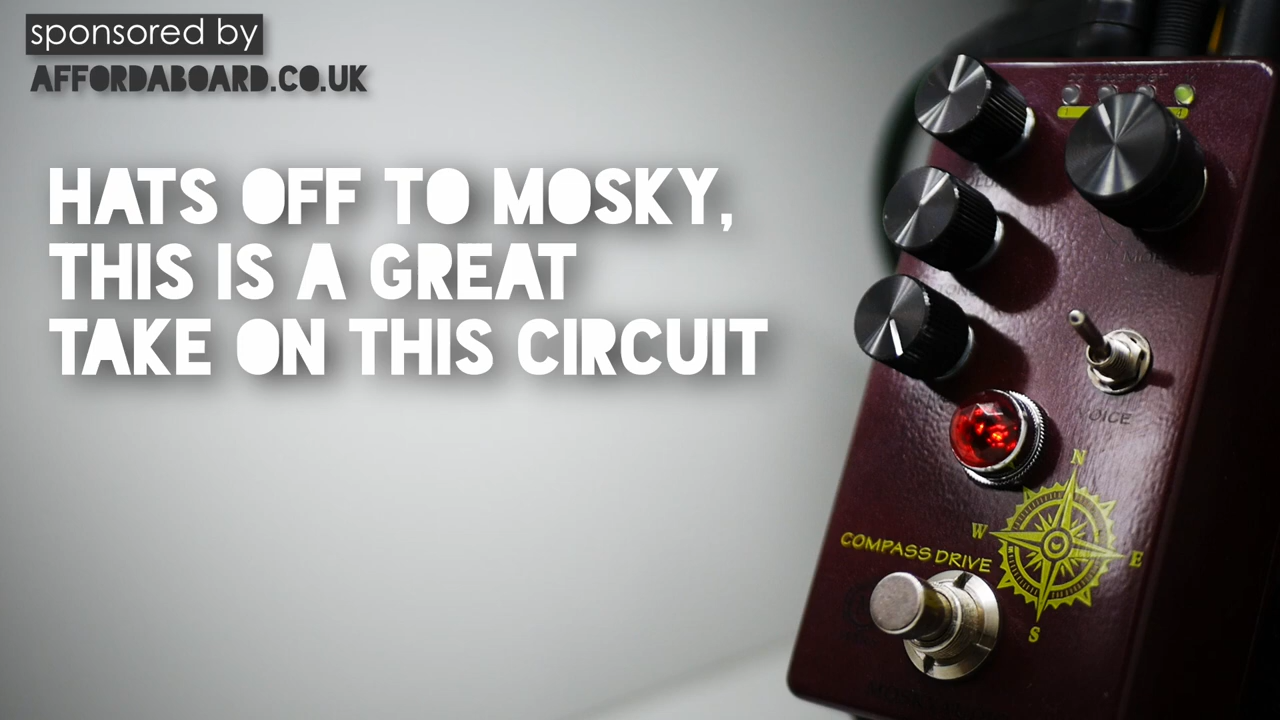 sponsored by
AFFORDABOARD.CO.UK
HATS OFF TO MOSKY,
THIS IS A GREAT
TAKE ON THIS CIRCUIT
VOICE
N
W
E
S
COMPASS DRIVE